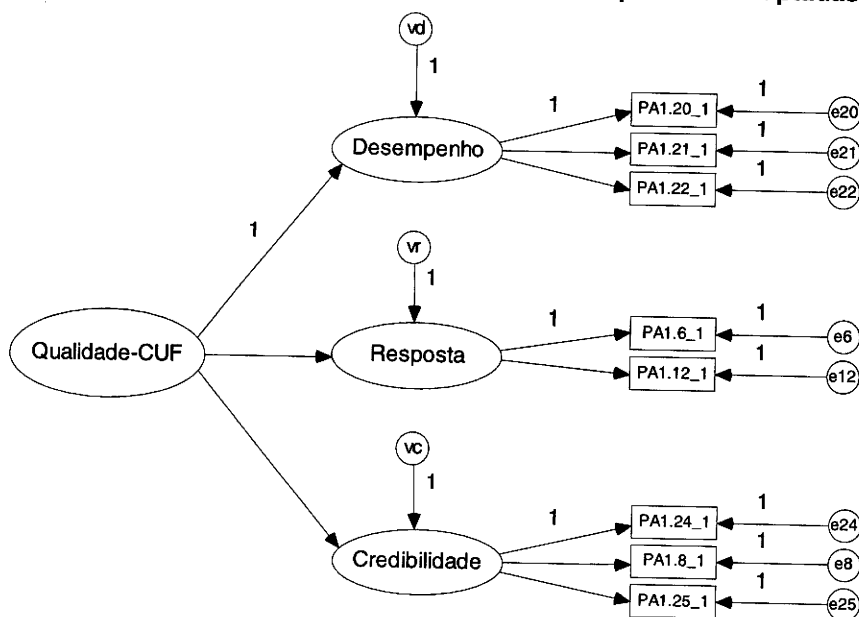 vd
1
1
PA1.20_1
1
e20
Desempenho
PA1.21_1
1
e21
PA1.22_1
1
e22
1
vr
1
1
PA1.6_1
1
e6
Qualidade-CUF
Resposta
PA1.12_1
1
e12
vc
1
1
PA1.24_1
1
e24
Credibilidade
PA1.8_1
1
e8
PA1.25_1
1
e25